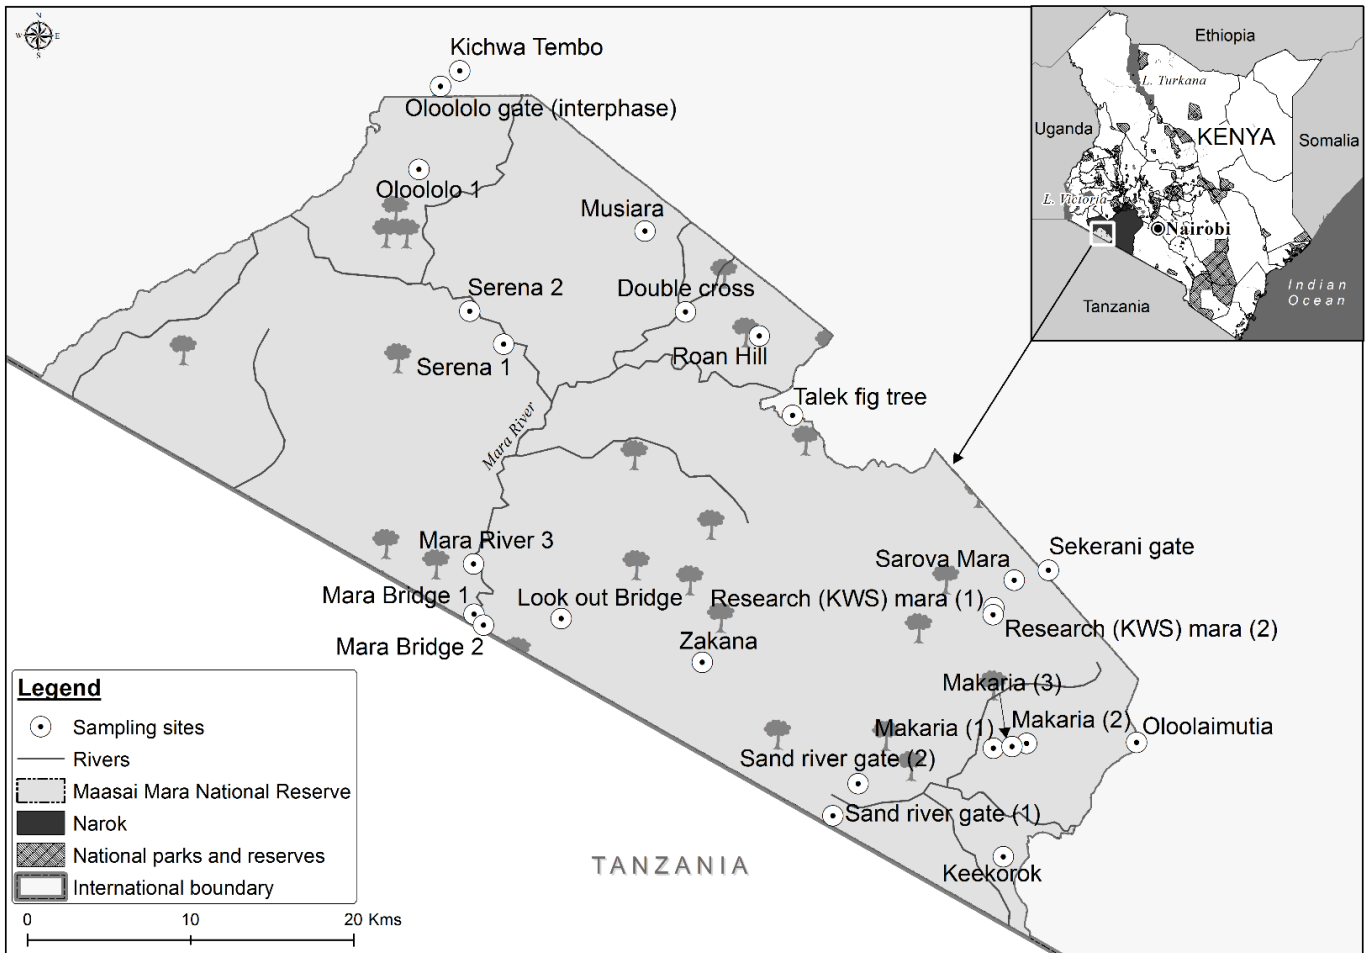 N
W
E
S
Kichwa Tembo
Oloololo gate (interphase)
Oloololo 1
Musiara
Serena 2
Double cross
Serena 1
Roan Hill
Talek fig tree
Mara River
Mara River 3
Sarova Mara
Sekerani gate
Mara Bridge 1
Look out Bridge
Research (KWS) mara (1)
Research (KWS) mara (2)
Mara Bridge 2
Zakana
Makaria (3)
Makaria (1)
Makaria (2)
Oloolaimutia
Sand river gate (2)
Sand river gate (1)
Keekorok
TANZANIA
Ethiopia
L. Turkana
Uganda
KENYA
Somalia
L. Victoria
Nairobi
Indian
Ocean
Tanzania
Legend
Sampling sites
Rivers
Maasai Mara National Reserve
Narok
National parks and reserves
International boundary
0 10 20 Kms